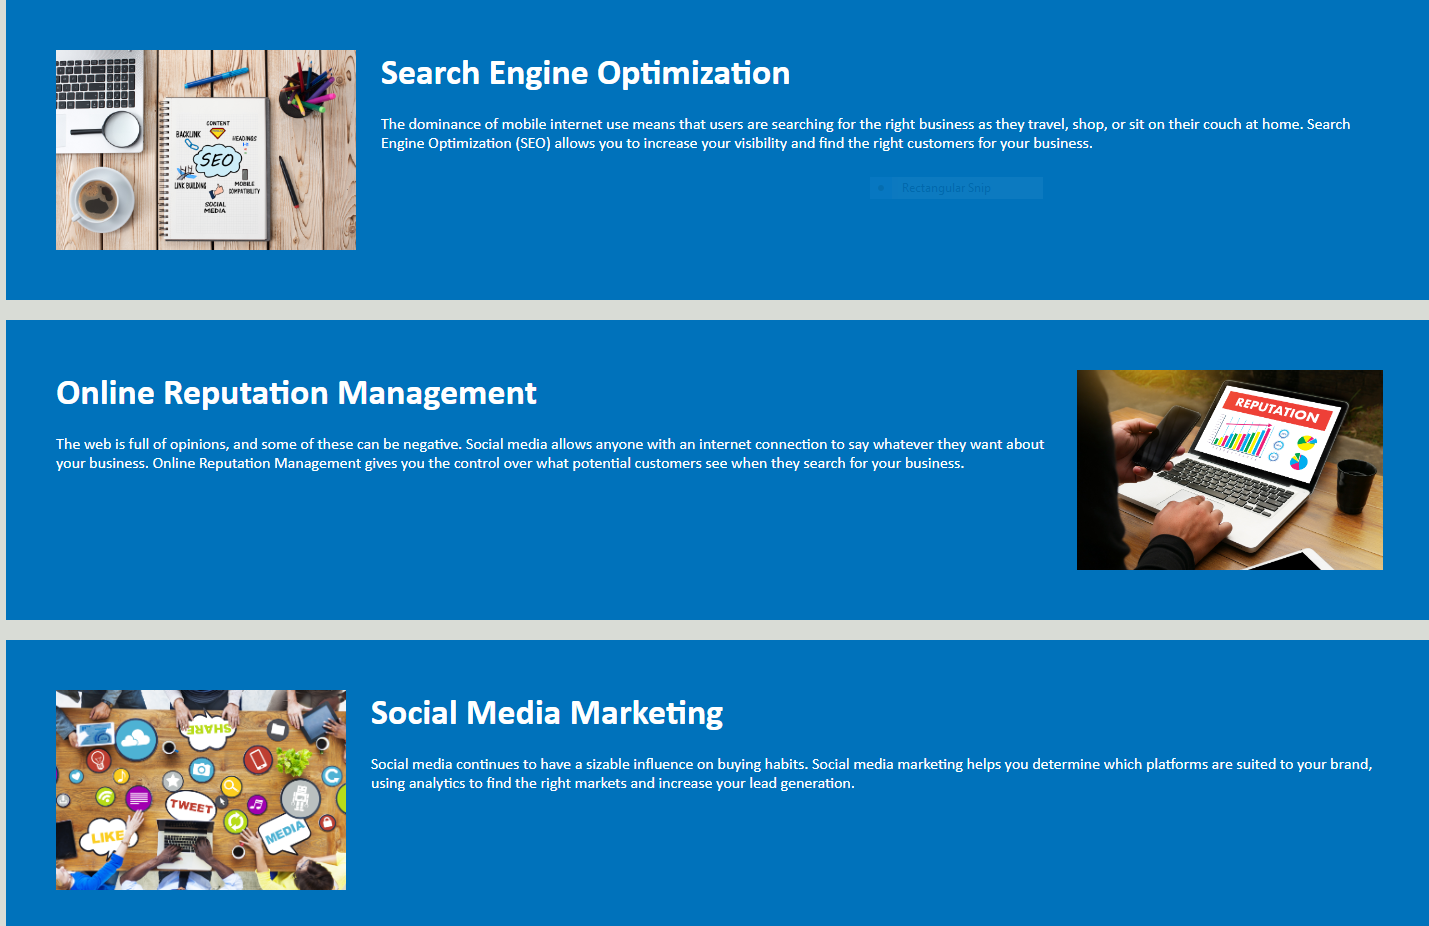 Search Engine Optimization
The dominance of mobile internet use means that users are searching for the right business as they travel, shop, or sit on their couch at home. Search
Engine Optimization (SEO) allows you to increase your visibility and find the right customers for your business.
CONTENT
BACKLINK
HEADINGS
SEO
LINK BUILDING
MOBILE
COMPATIBILITY
SOCIAL
MEDIA
Rectangular Snip
Online Reputation Management
The web is full of opinions, and some of these can be negative. Social media allows anyone with an internet connection to say whatever they want about
your business. Online Reputation Management gives you the control over what potential customers see when they search for your business.
REPUTATION
Social Media Marketing
Social media continues to have a sizable influence on buying habits. Social media marketing helps you determine which platforms are suited to your brand,
using analytics to find the right markets and increase your lead generation.
SHARE
TWEET
LIKE
MEDIA